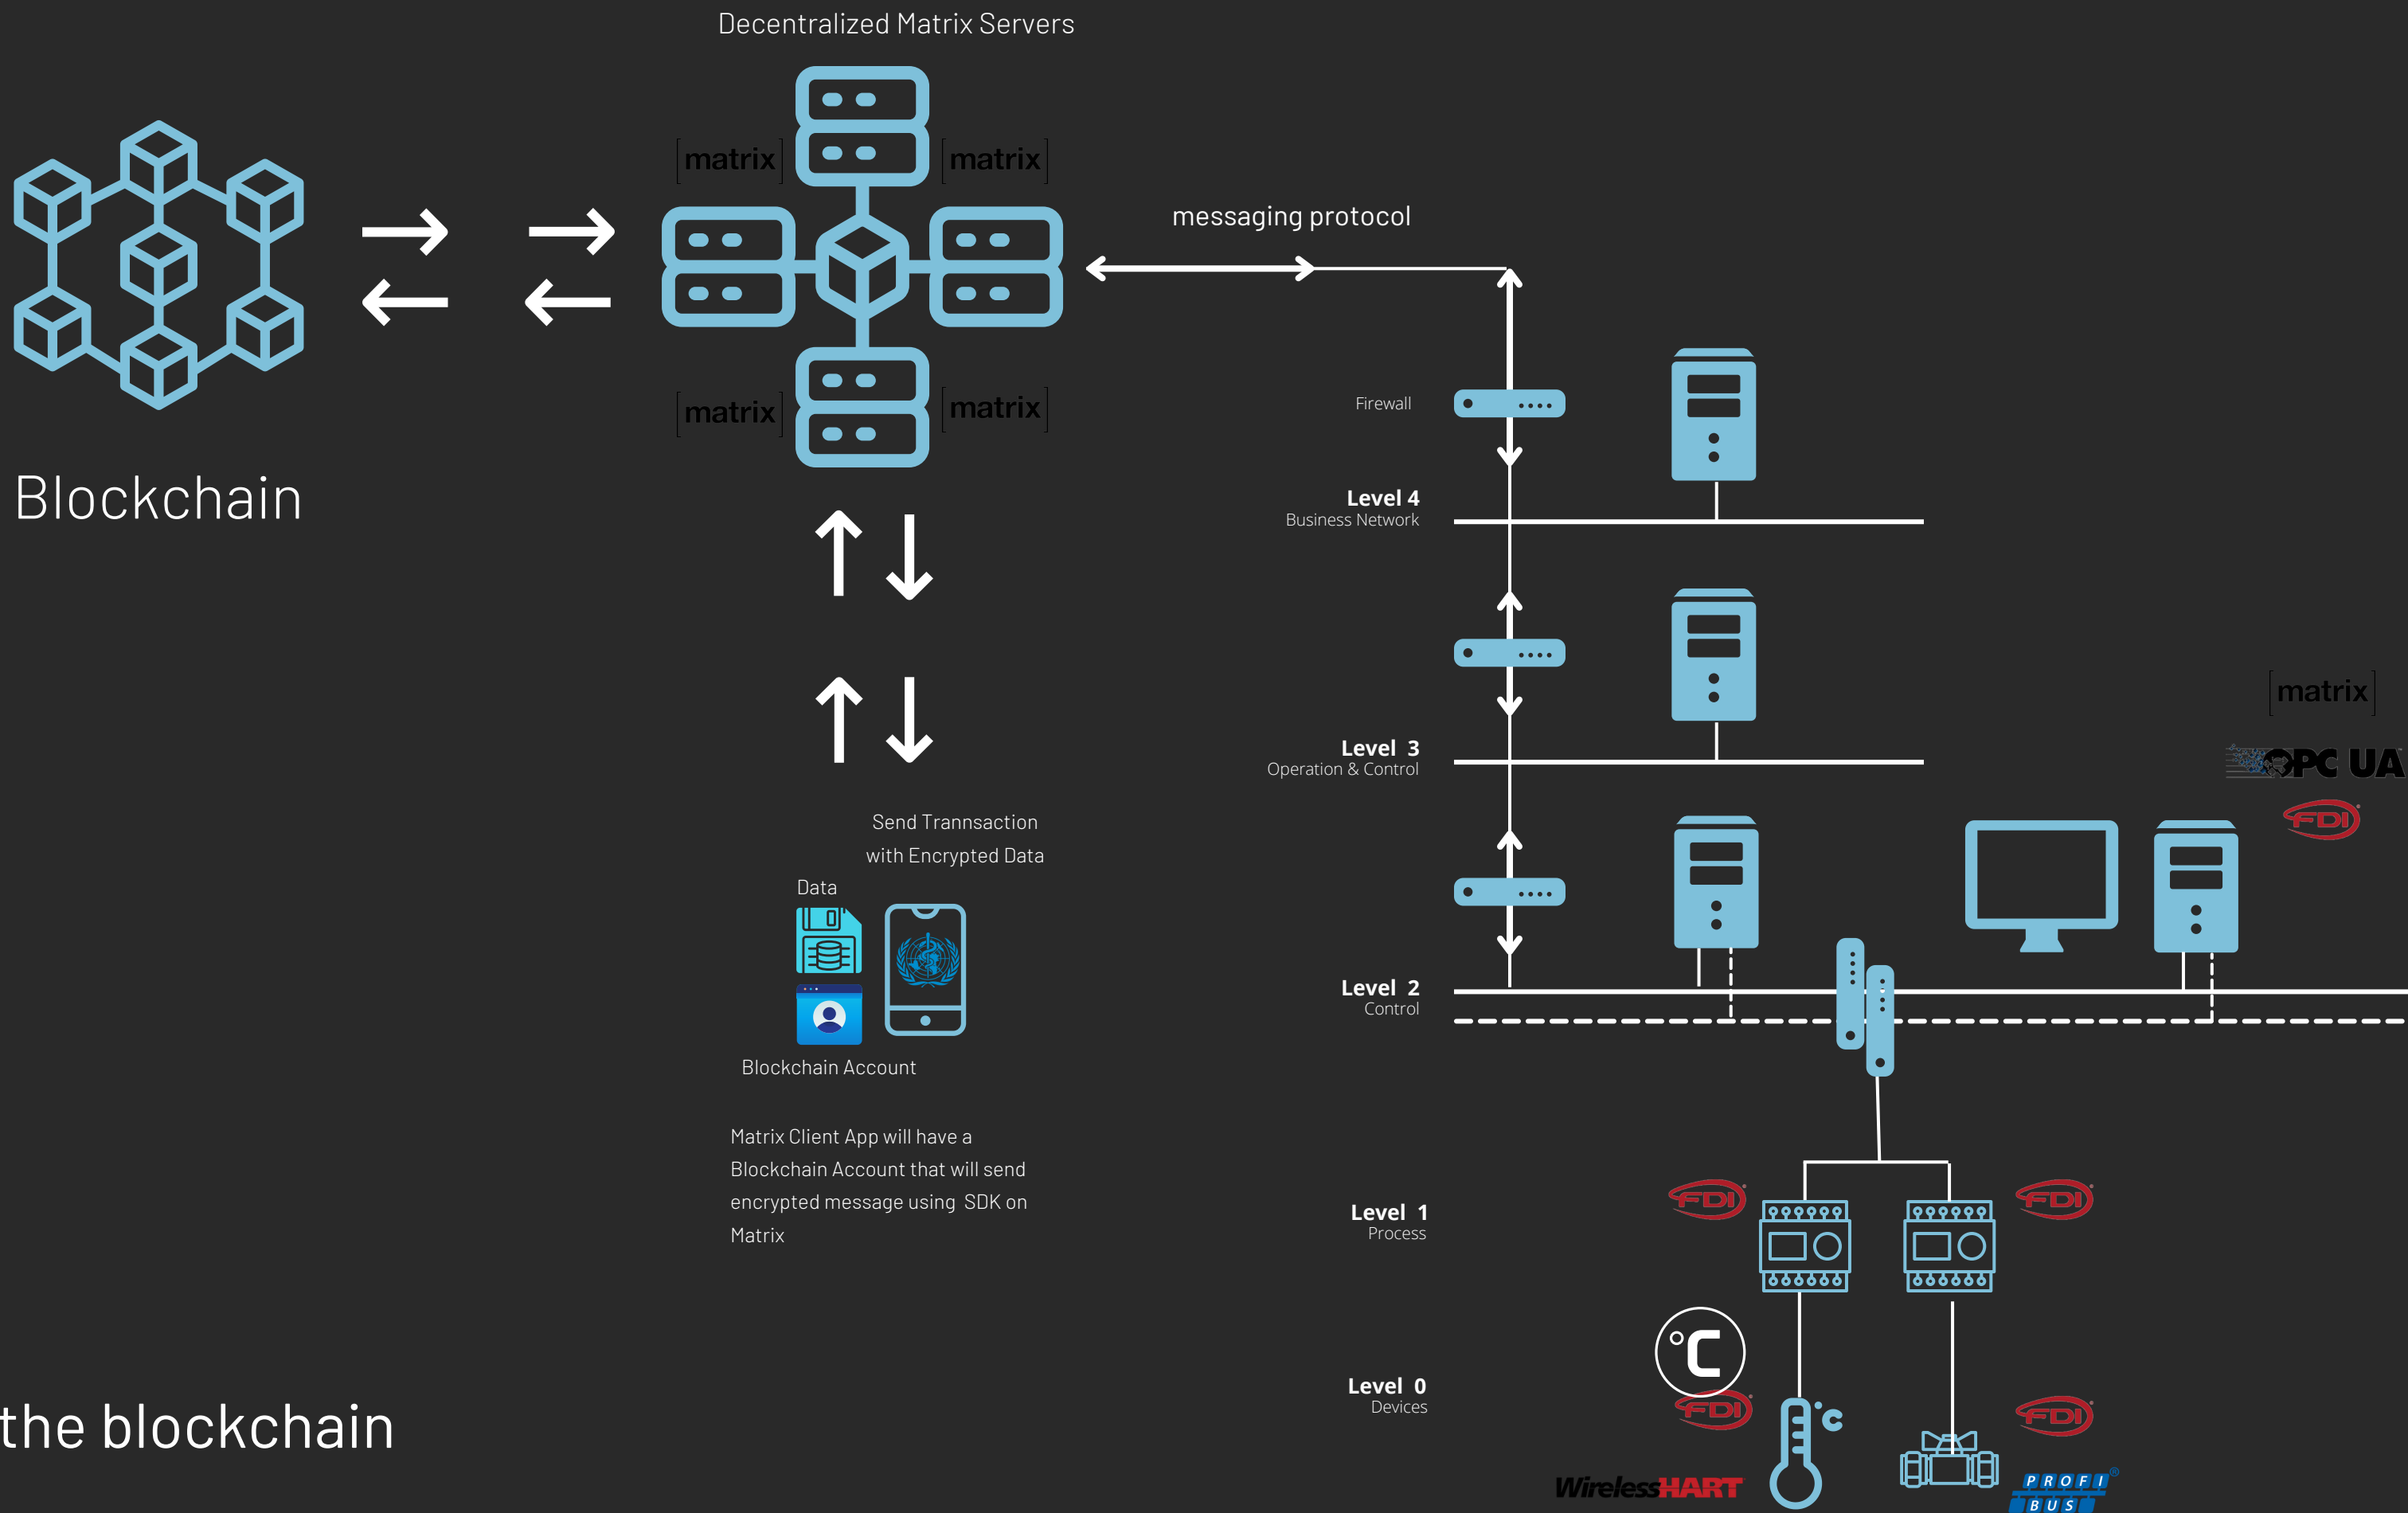 Decentralized Matrix Servers
[matrix]
[matrix]
messaging protocol
[matrix]
[matrix]
Firewall
Blockchain
Level 4
Business Network
[matrix]
Level 3
Operation & Control
OPC UA
FDI
Send Trannsaction
with Encrypted Data
Data
Level 2
Control
Blockchain Account
Matrix Client App will have a
Blockchain Account that will send
encrypted message using SDK on
Matrix
FDI
FDI
Level 1
Process
°C
Level 0
Devices
FDI
FDI
°C
the blockchain
WirelessHART
PROFI
BUS